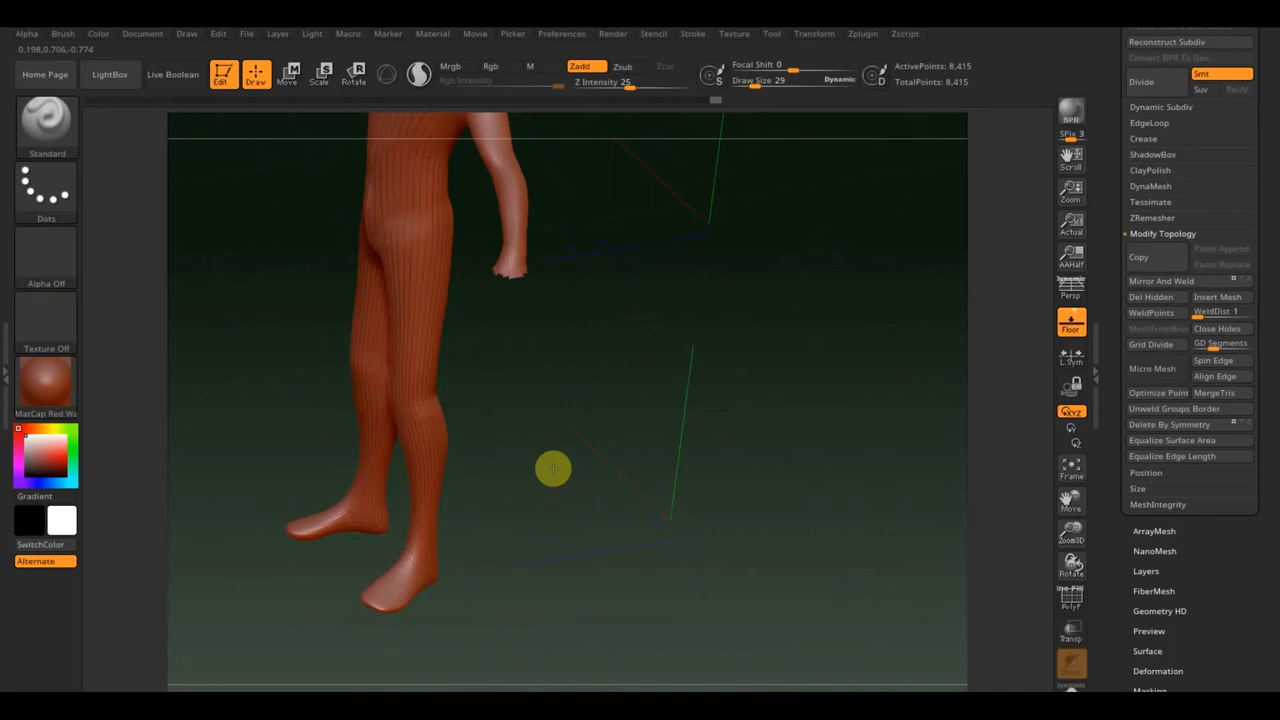 Alpha Brush Color Document Draw Edit File Layer Light Macro Marker Material Movie Picker Preferences Render Stencil Stroke Texture Tool Transform Zplugin Zscript
0.198,0.706,-0.774
Home Page LightBox Live Boolean Edit Draw Move Scale Rotate
Mrgb Rgb M Zadd Zsub Zcut
Rgb Intensity Z Intensity 25
S Focal Shift 0
Draw Size 29 Dynamic
D ActivePoints: 8,415
TotalPoints: 8,415
Standard
Dots
Alpha Off
Texture Off
MatCap Red Wa
Gradient
SwitchColor
Alternate
BPR
SPix 3
Scroll
Zoom
Actual
AAHalf
Dynamic
Persp
Floor
L.Sym
XYZ
Y
Z
Frame
Move
Zoom3D
Rotate
PolyF
Transp
Dynamic
Reconstruct Subdiv
Convert BPR To Geo
Divide Smt
Suv ReUV
Dynamic Subdiv
EdgeLoop
Crease
ShadowBox
ClayPolish
DynaMesh
Tessimate
ZRemesher
Modify Topology
Copy Paste Append
Paste Replace
Mirror And Weld
Del Hidden Insert Mesh
WeldPoints WeldDist 1
MeshFromBru Close Holes
Grid Divide GD Segments
Micro Mesh Spin Edge
Align Edge
Optimize Point MergeTris
Unweld Groups Border
Delete By Symmetry
Equalize Surface Area
Equalize Edge Length
Position
Size
MeshIntegrity
ArrayMesh
NanoMesh
Layers
FiberMesh
Geometry HD
Preview
Surface
Deformation
Masking